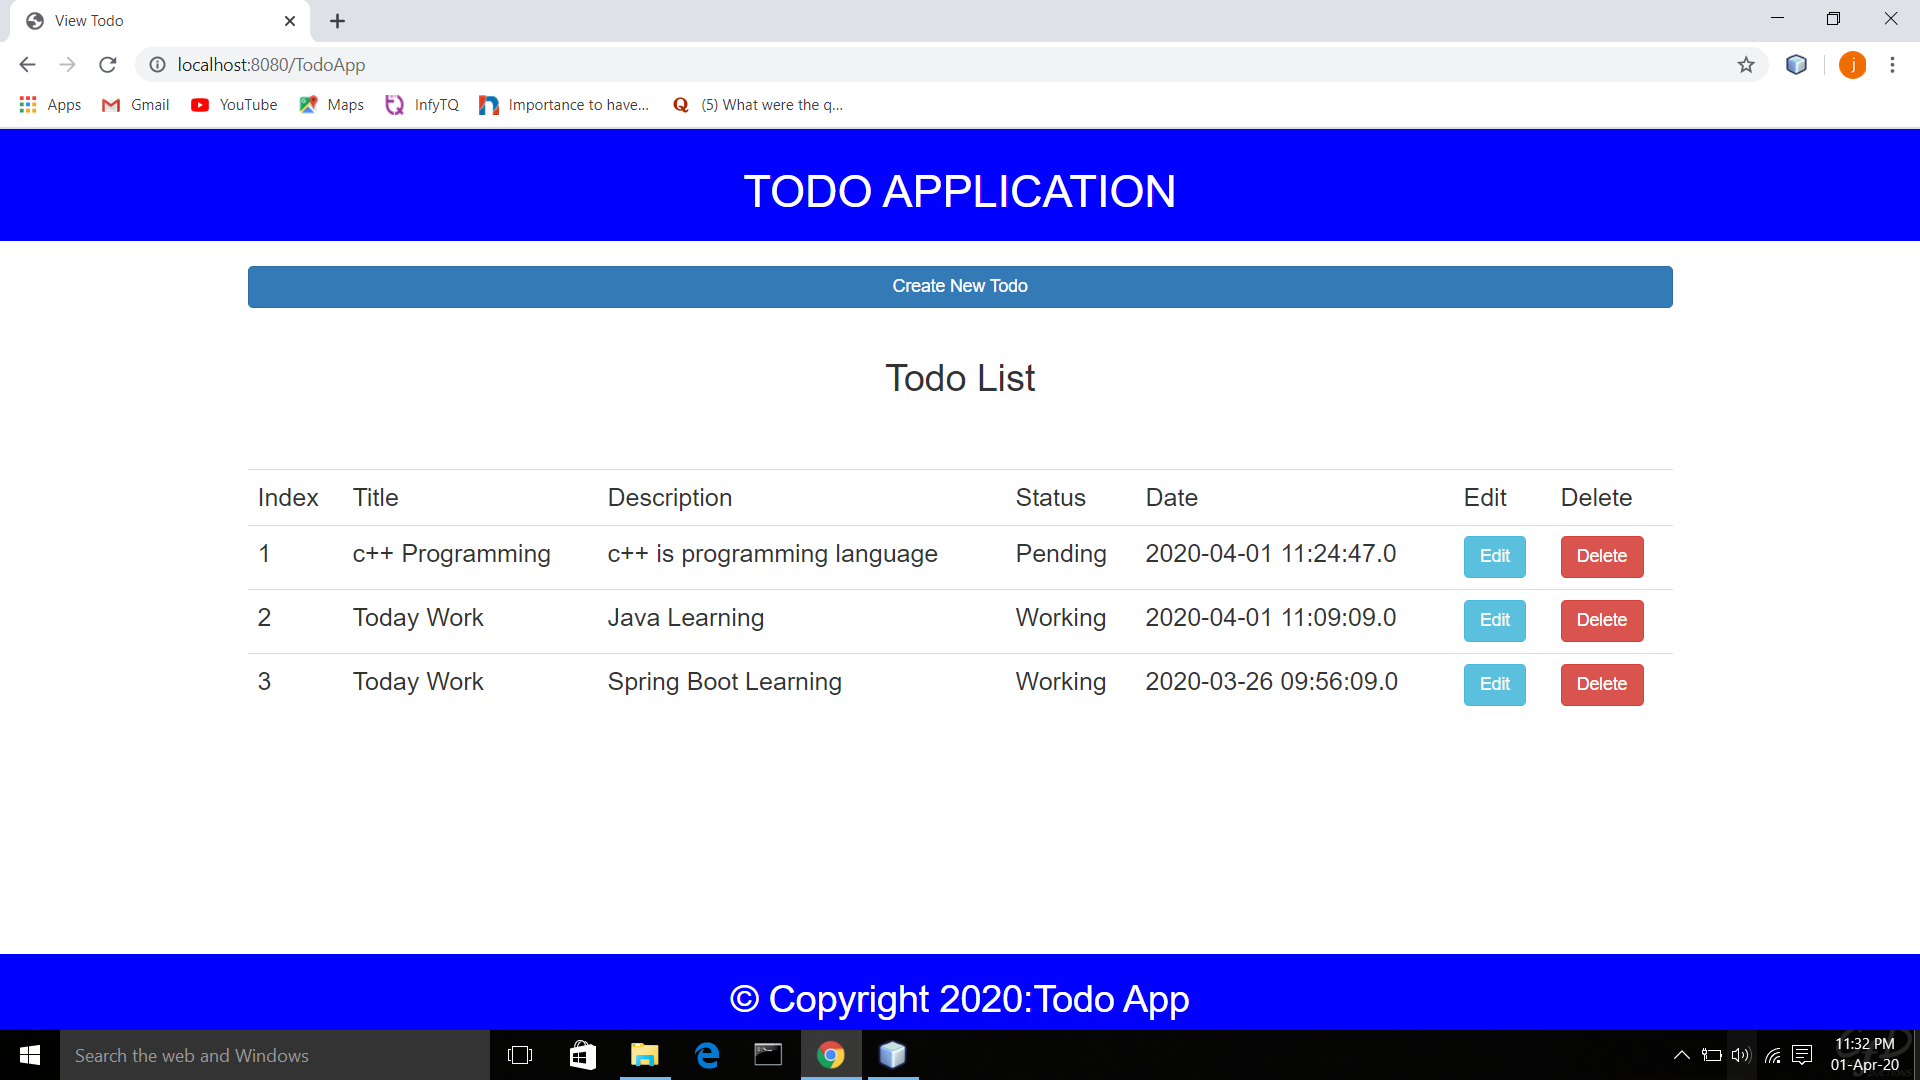 View Todo
localhost:8080/TodoApp
j
Apps Gmail YouTube Maps InfyTQ Importance to have... (5) What were the q...
TODO APPLICATION
Create New Todo
Todo List
Index Title Description Status Date Edit Delete
1 c++ Programming c++ is programming language Pending 2020-04-01 11:24:47.0 Edit Delete
2 Today Work Java Learning Working 2020-04-01 11:09:09.0 Edit Delete
3 Today Work Spring Boot Learning Working 2020-03-26 09:56:09.0 Edit Delete
© Copyright 2020:Todo App
Search the web and Windows
11:32 PM
01-Apr-20